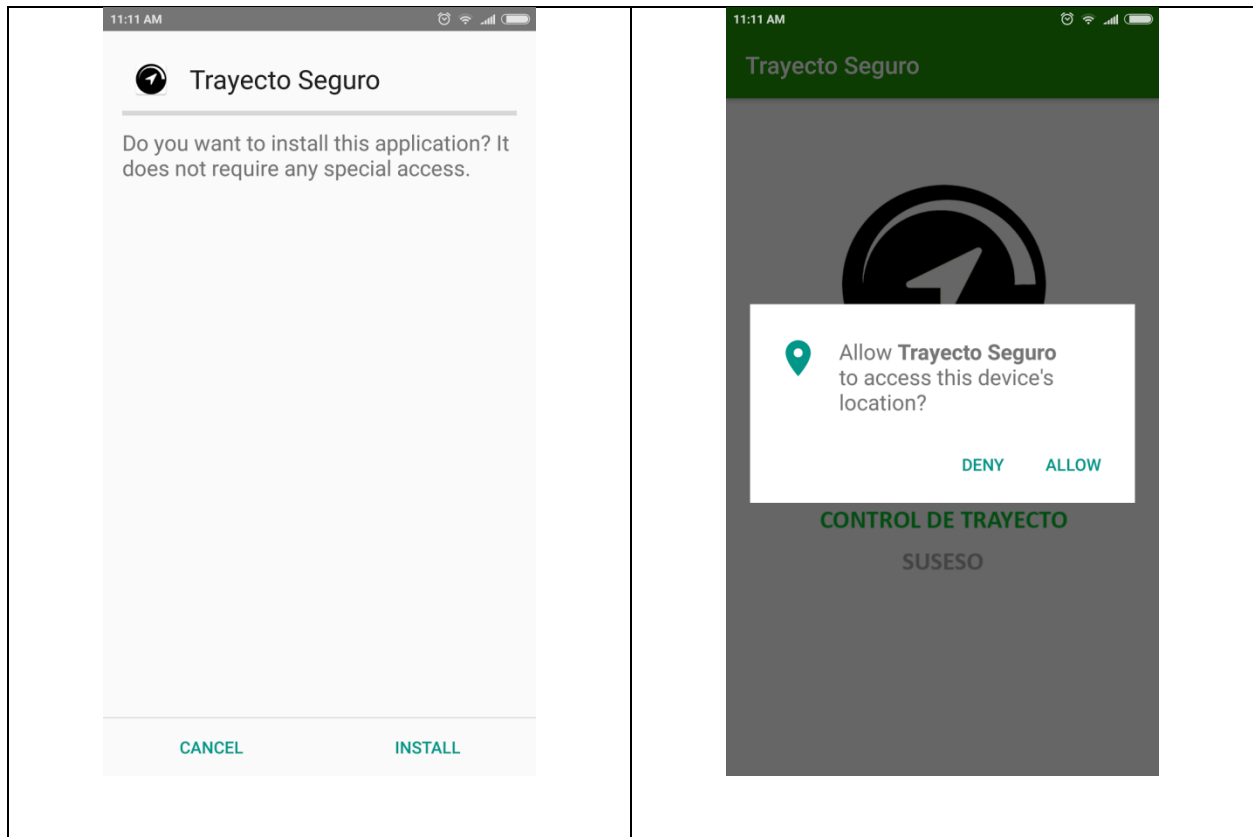 11:11 AM
Trayecto Seguro
Do you want to install this application? It
does not require any special access.
CANCEL INSTALL
11:11 AM
Trayecto Seguro
Allow Trayecto Seguro
to access this device's
location?
DENY ALLOW
CONTROL DE TRAYECTO
SUSESO